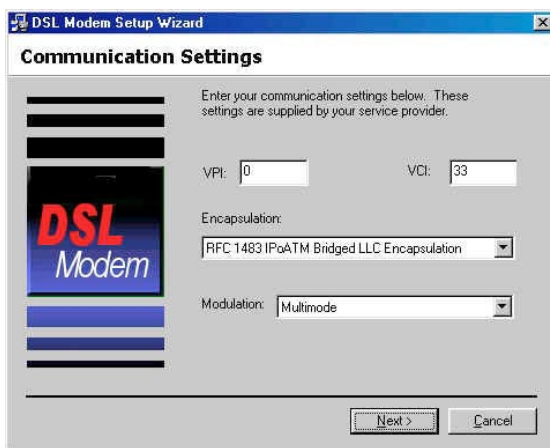 DSL Modem Setup Wizard
Communication Settings
Enter your communication settings below. These
settings are supplied by your service provider.
VPI: 0 VCI: 33
Encapsulation:
RFC 1483 IPoATM Bridged LLC Encapsulation
DSL
Modem
Modulation: Multimode
Next > Cancel